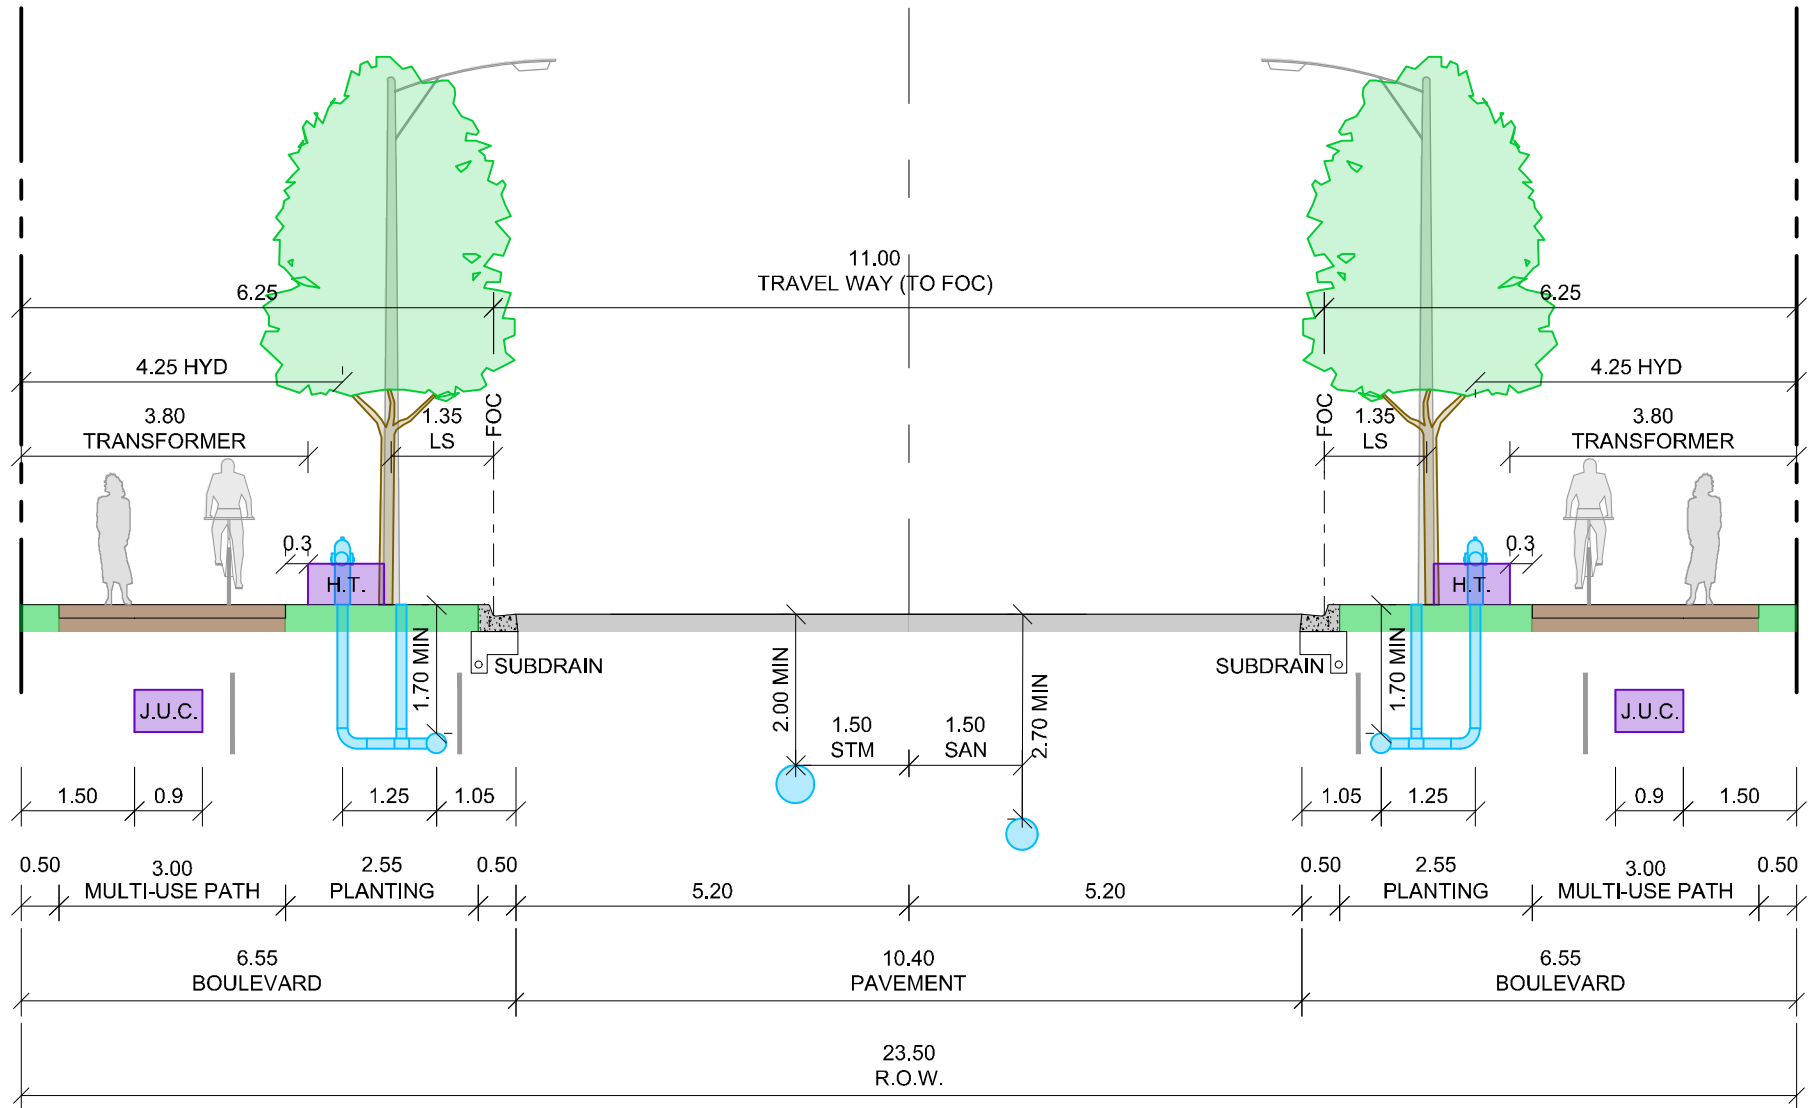 11.00
TRAVEL WAY (TO FOC)
6.25
6.25
4.25 HYD
4.25 HYD
3.80
TRANSFORMER
1.35
LS
FOC
FOC
1.35
LS
3.80
TRANSFORMER
0.3
H.T.
0.3
H.T.
SUBDRAIN
SUBDRAIN
1.70 MIN
2.00 MIN
2.70 MIN
1.70 MIN
J.U.C.
J.U.C.
1.50
STM
1.50
SAN
1.50
0.9
1.25
1.05
1.05
1.25
0.9
1.50
0.50
3.00
MULTI-USE PATH
2.55
PLANTING
0.50
5.20
5.20
0.50
2.55
PLANTING
3.00
MULTI-USE PATH
0.50
6.55
BOULEVARD
10.40
PAVEMENT
6.55
BOULEVARD
23.50
R.O.W.